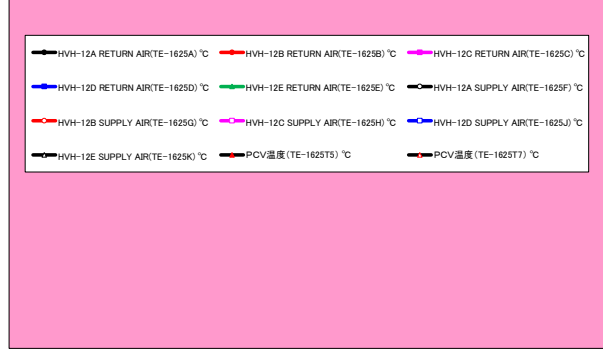 HVH-12A RETURN AIR(TE-1625A) ℃ HVH-12B RETURN AIR(TE-1625B) ℃ HVH-12C RETURN AIR(TE-1625C) ℃
HVH-12D RETURN AIR(TE-1625D) ℃ HVH-12E RETURN AIR(TE-1625E) ℃ HVH-12A SUPPLY AIR(TE-1625F) ℃
HVH-12B SUPPLY AIR(TE-1625G) ℃ HVH-12C SUPPLY AIR(TE-1625H) ℃ HVH-12D SUPPLY AIR(TE-1625J) ℃
HVH-12E SUPPLY AIR(TE-1625K) ℃ PCV温度(TE-1625T5) ℃ PCV温度(TE-1625T7) ℃